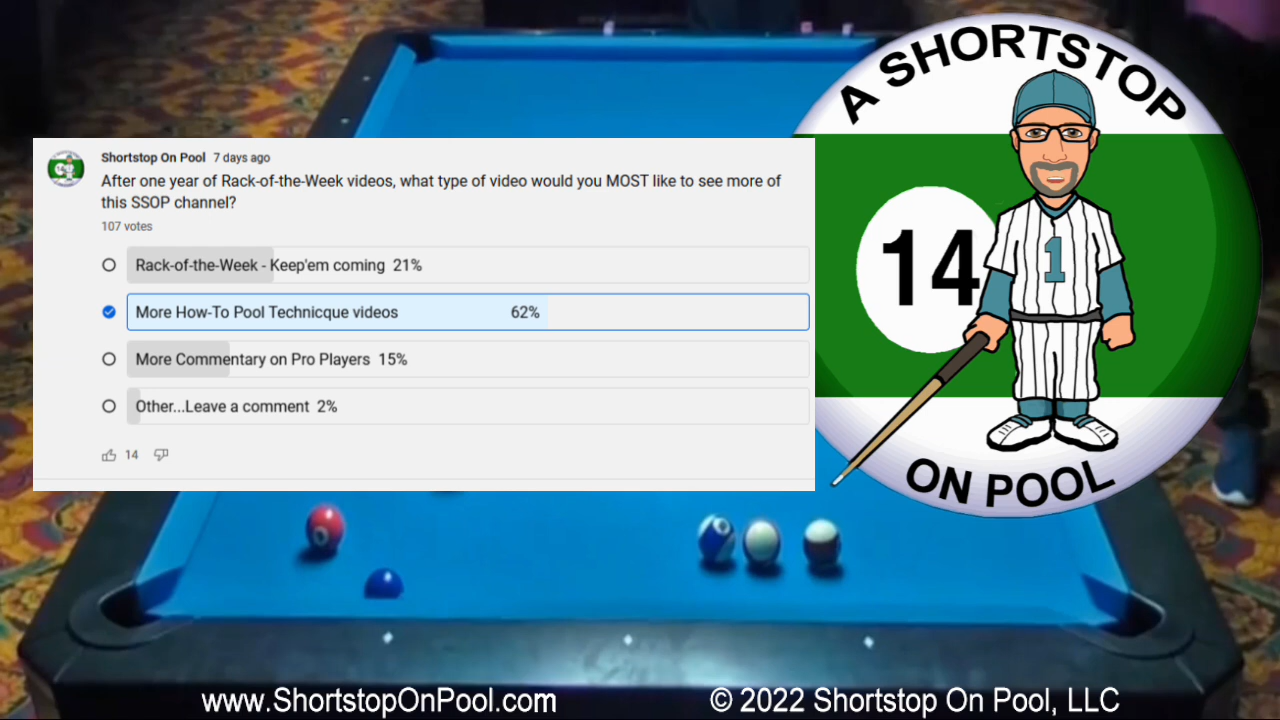 A SHORTSTOP
Shortstop On Pool 7 days ago
After one year of Rack-of-the-Week videos, what type of video would you MOST like to see more of
this SSOP channel?
107 votes
Rack-of-the-Week - Keep'em coming 21%
More How-To Pool Technicque videos 62%
More Commentary on Pro Players 15%
Other...Leave a comment 2%
14
14
1
ON POOL
www.ShortstopOnPool.com
© 2022 Shortstop On Pool, LLC